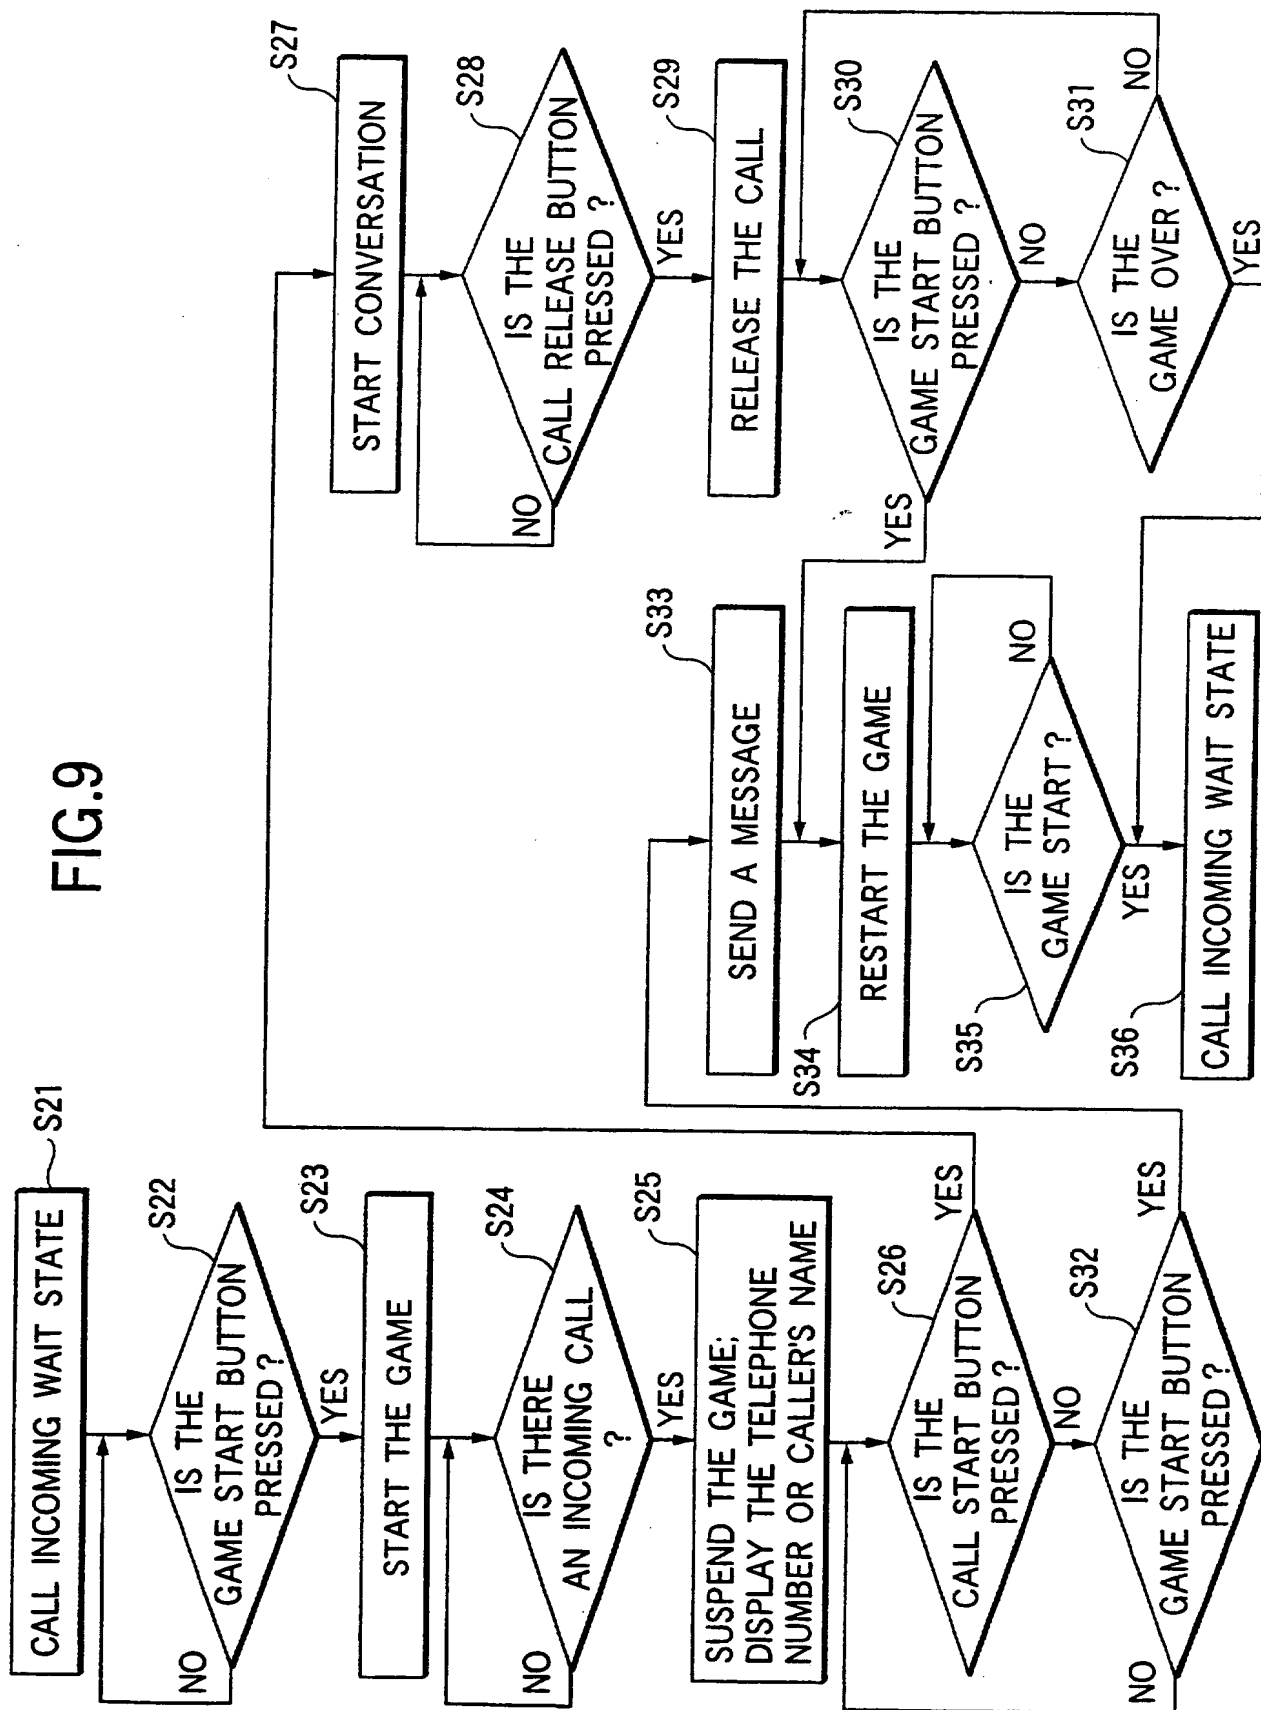 FIG.9
S21
CALL INCOMING WAIT STATE
S22
IS THE
GAME START BUTTON
PRESSED ?
NO
YES
S23
START THE GAME
S24
IS THERE
AN INCOMING CALL
?
NO
YES
S25
SUSPEND THE GAME;
DISPLAY THE TELEPHONE
NUMBER OR CALLER'S NAME
S26
IS THE
CALL START BUTTON
PRESSED ?
YES
NO
S32
IS THE
GAME START BUTTON
PRESSED ?
YES
NO
S27
START CONVERSATION
S28
IS THE
CALL RELEASE BUTTON
PRESSED ?
NO
YES
S29
RELEASE THE CALL
S30
IS THE
GAME START BUTTON
PRESSED ?
YES
NO
S31
IS THE
GAME OVER ?
NO
YES
S33
SEND A MESSAGE
S34
RESTART THE GAME
S35
IS THE
GAME START ?
NO
YES
S36
CALL INCOMING WAIT STATE